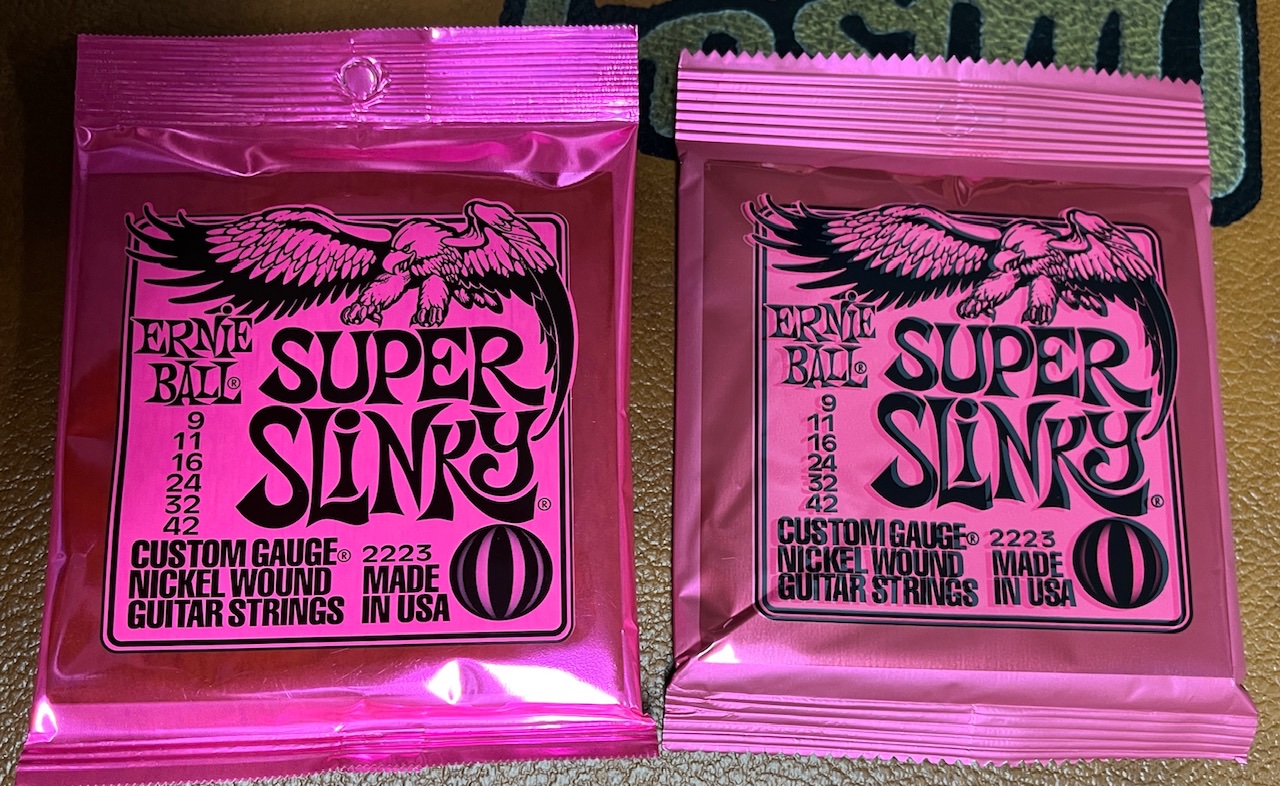 ERNiE
BALL®
SUPER
SLiNKY®
9
11
16
24
32
42
CUSTOM GAUGE®
NICKEL WOUND
GUITAR STRINGS
2223
MADE
IN USA
ERNiE
BALL®
SUPER
SLiNKY®
9
11
16
24
32
42
CUSTOM GAUGE®
NICKEL WOUND
GUITAR STRINGS
2223
MADE
IN USA